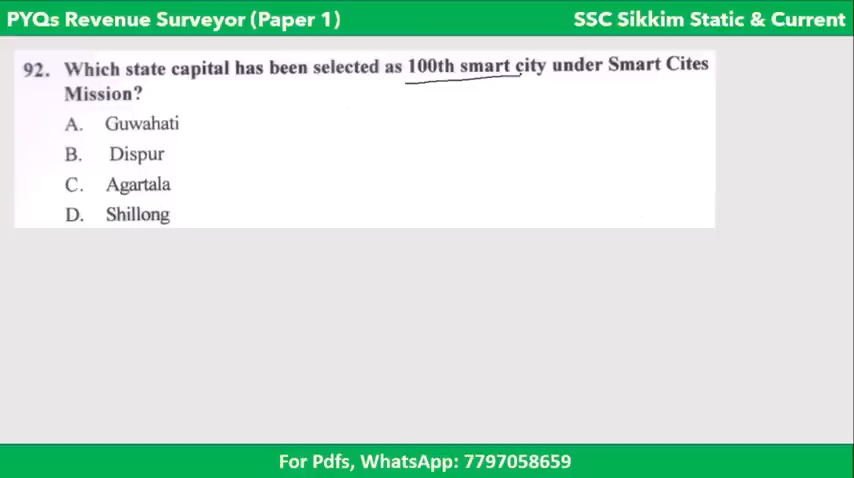 PYQs Revenue Surveyor (Paper 1)
SSC Sikkim Static & Current
92. Which state capital has been selected as 100th smart city under Smart Cites
Mission?
A. Guwahati
B. Dispur
C. Agartala
D. Shillong
For Pdfs, WhatsApp: 7797058659